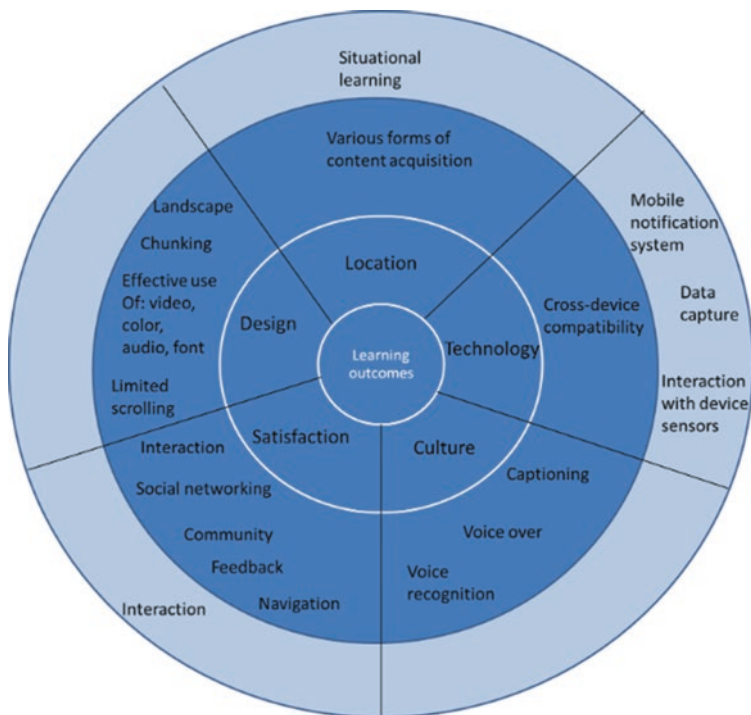 Situational
learning
Various forms of
content acquisition
Location
Landscape
Chunking
Effective use
Of: video,
color,
audio, font
Limited
scrolling
Design
Learning
outcomes
Technology
Cross-device
compatibility
Mobile
notification
system
Data
capture
Interaction
with device
sensors
Satisfaction
Interaction
Social networking
Community
Feedback
Navigation
Interaction
Culture
Captioning
Voice over
Voice
recognition